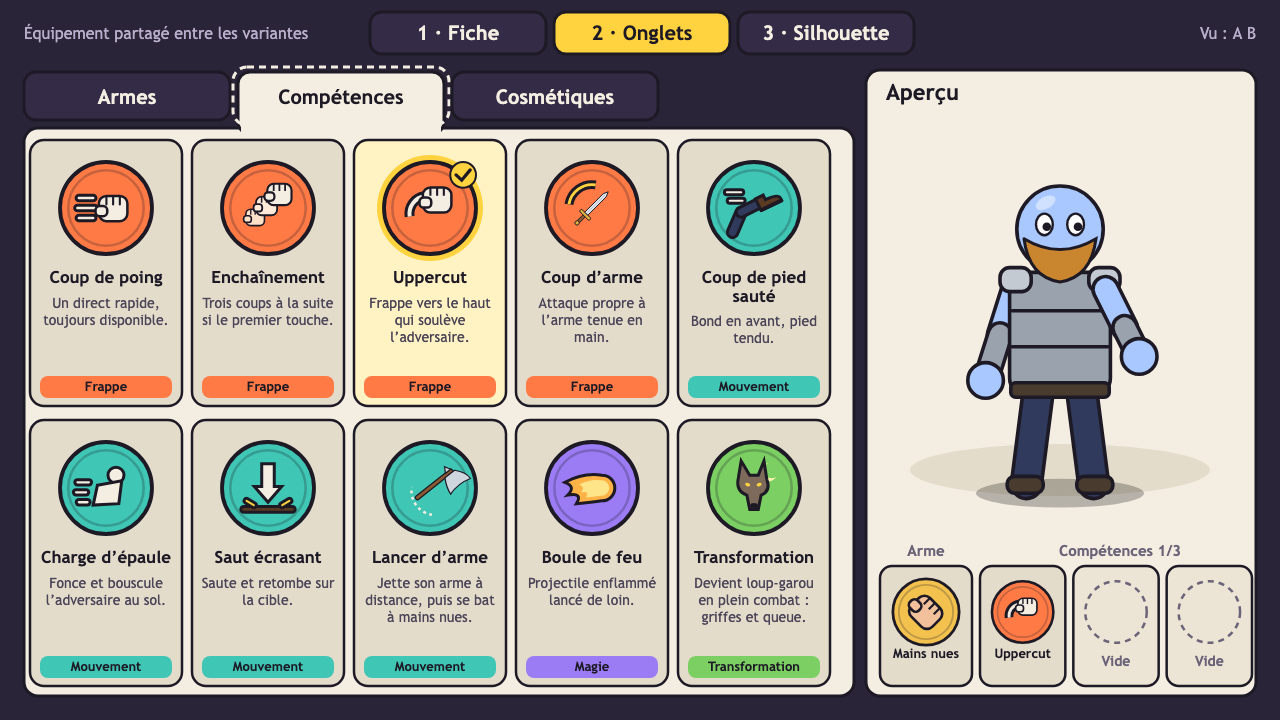 Équipement partagé entre les variantes
1 · Fiche
2 · Onglets
3 · Silhouette
Vu : A B
Armes
Compétences
Cosmétiques
Aperçu
Coup de poing
Un direct rapide,
toujours disponible.
Frappe
Enchaînement
Trois coups à la suite
si le premier touche.
Frappe
Uppercut
Frappe vers le haut
qui soulève
l’adversaire.
Frappe
Coup d’arme
Attaque propre à
l’arme tenue en
main.
Frappe
Coup de pied
sauté
Bond en avant, pied
tendu.
Mouvement
Charge d’épaule
Fonce et bouscule
l’adversaire au sol.
Mouvement
Saut écrasant
Saute et retombe sur
la cible.
Mouvement
Lancer d’arme
Jette son arme à
distance, puis se bat
à mains nues.
Mouvement
Boule de feu
Projectile enflammé
lancé de loin.
Magie
Transformation
Devient loup-garou
en plein combat :
griffes et queue.
Transformation
Arme
Compétences 1/3
Mains nues
Uppercut
Vide
Vide